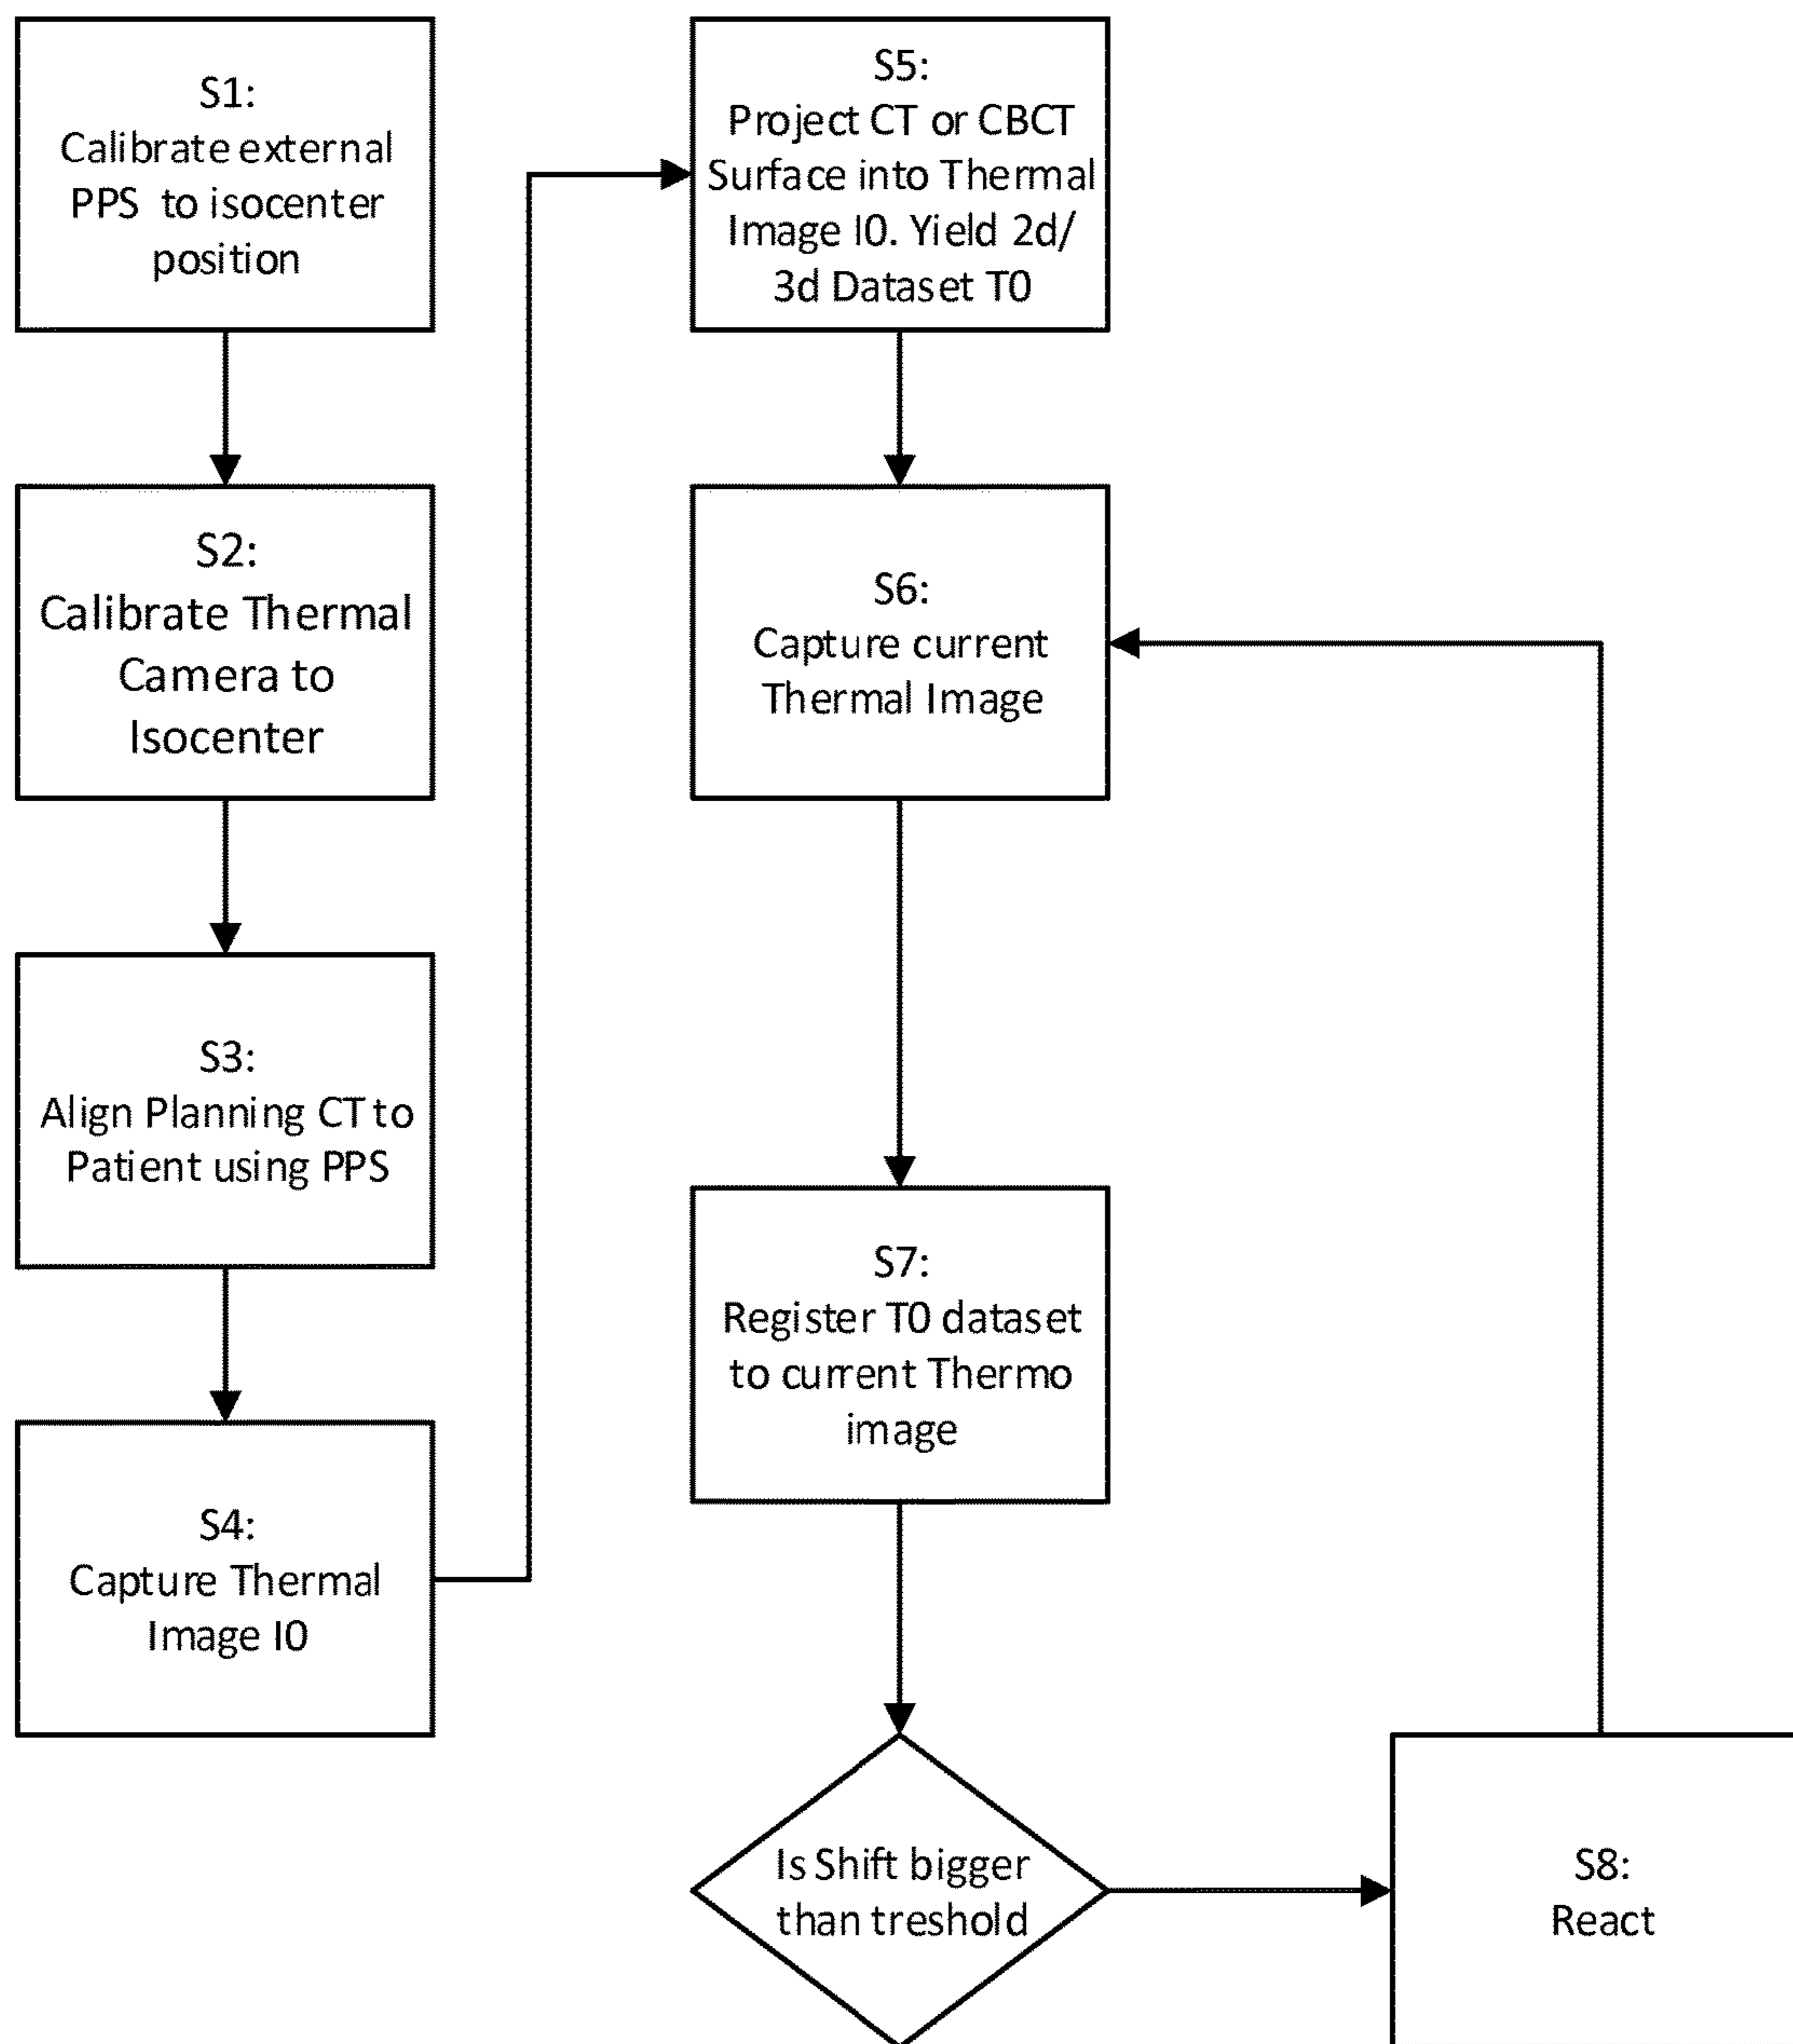 S1:
Calibrate external
PPS to isocenter
position
S2:
Calibrate Thermal
Camera to
Isocenter
S3:
Align Planning CT to
Patient using PPS
S4:
Capture Thermal
Image I0
S5:
Project CT or CBCT
Surface into Thermal
Image I0. Yield 2d/
3d Dataset T0
S6:
Capture current
Thermal Image
S7:
Register T0 dataset
to current Thermo
image
Is Shift bigger
than treshold
S8:
React